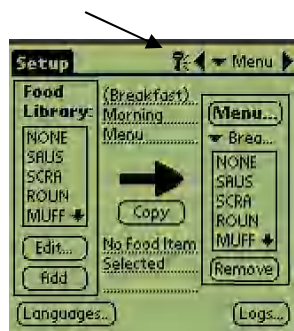 Setup
Menu
Food
Library:
NONE
SAUS
SCRA
ROUN
MUFF
Edit...
Add
(Breakfast)
Morning
Menu
Copy
No Food Item
Selected
Menu...
Brea...
NONE
SAUS
SCRA
ROUN
MUFF
Remove
Languages..
Logs..